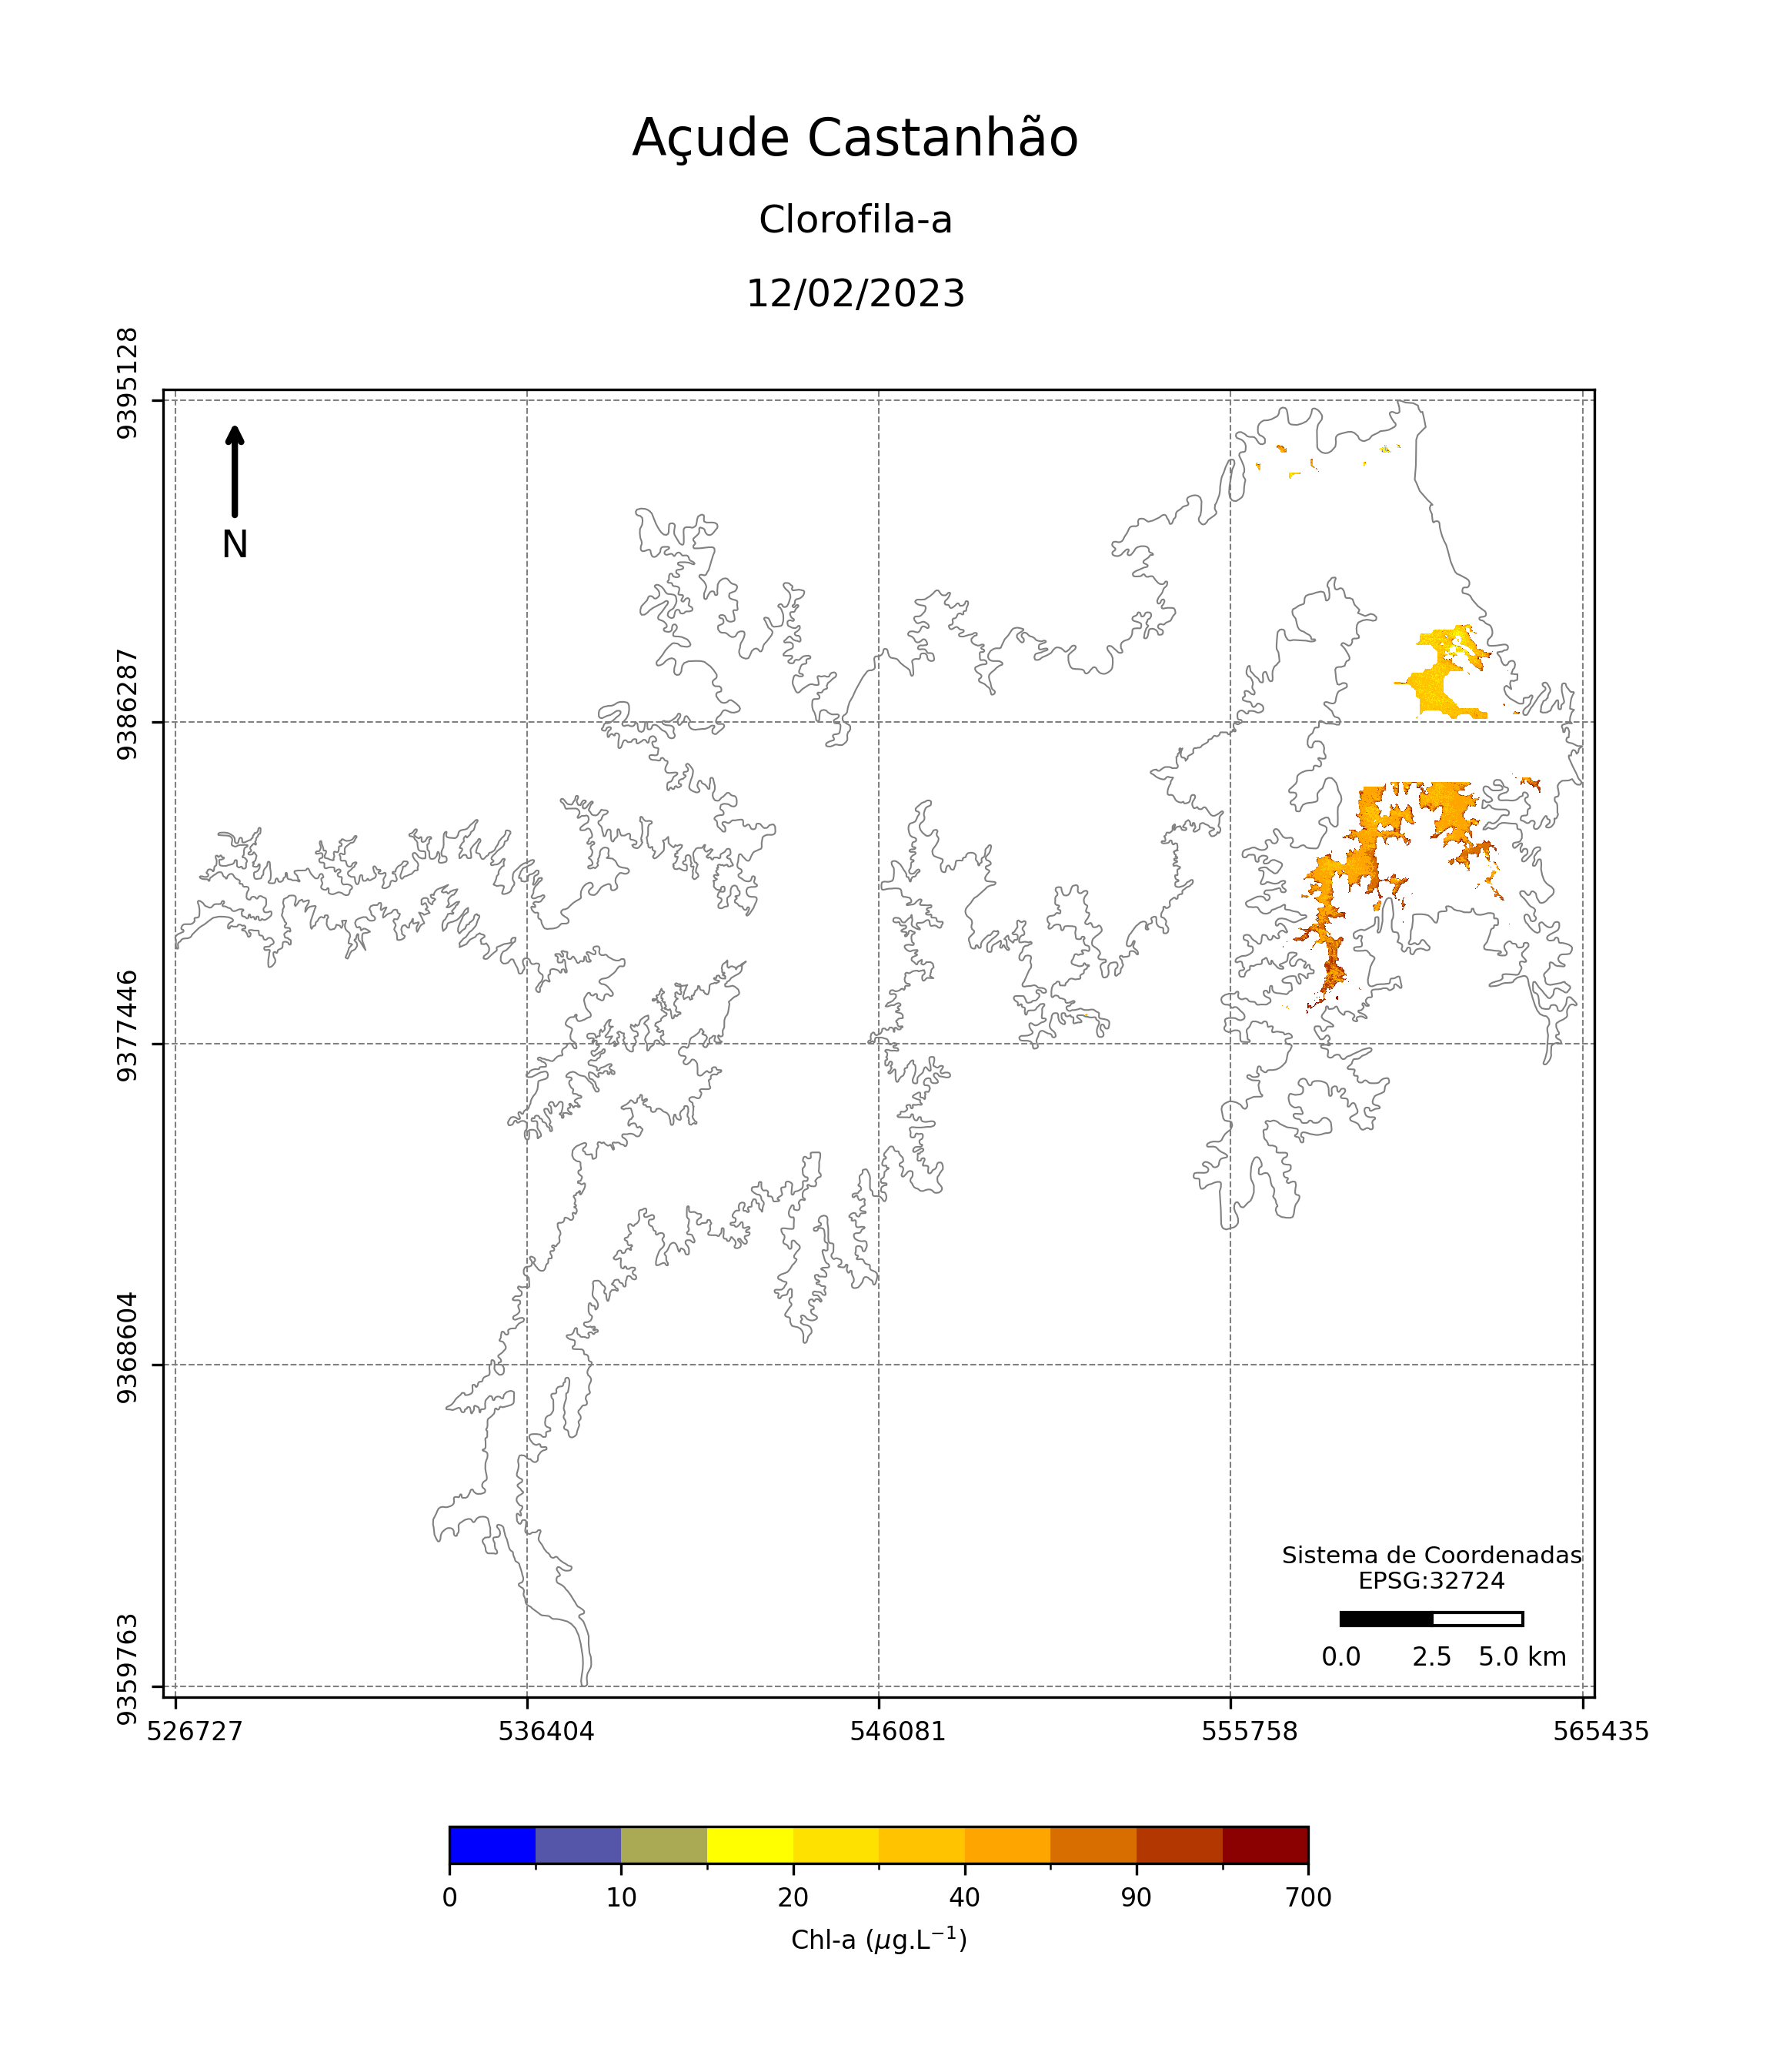 Açude Castanhão
Clorofila-a
12/02/2023
9395128
9386287
9377446
9368604
9359763
N
Sistema de Coordenadas
EPSG:32724
0.0 2.5 5.0 km
526727 536404 546081 555758 565435
0 10 20 40 90 700
Chl-a (μg.L⁻¹)